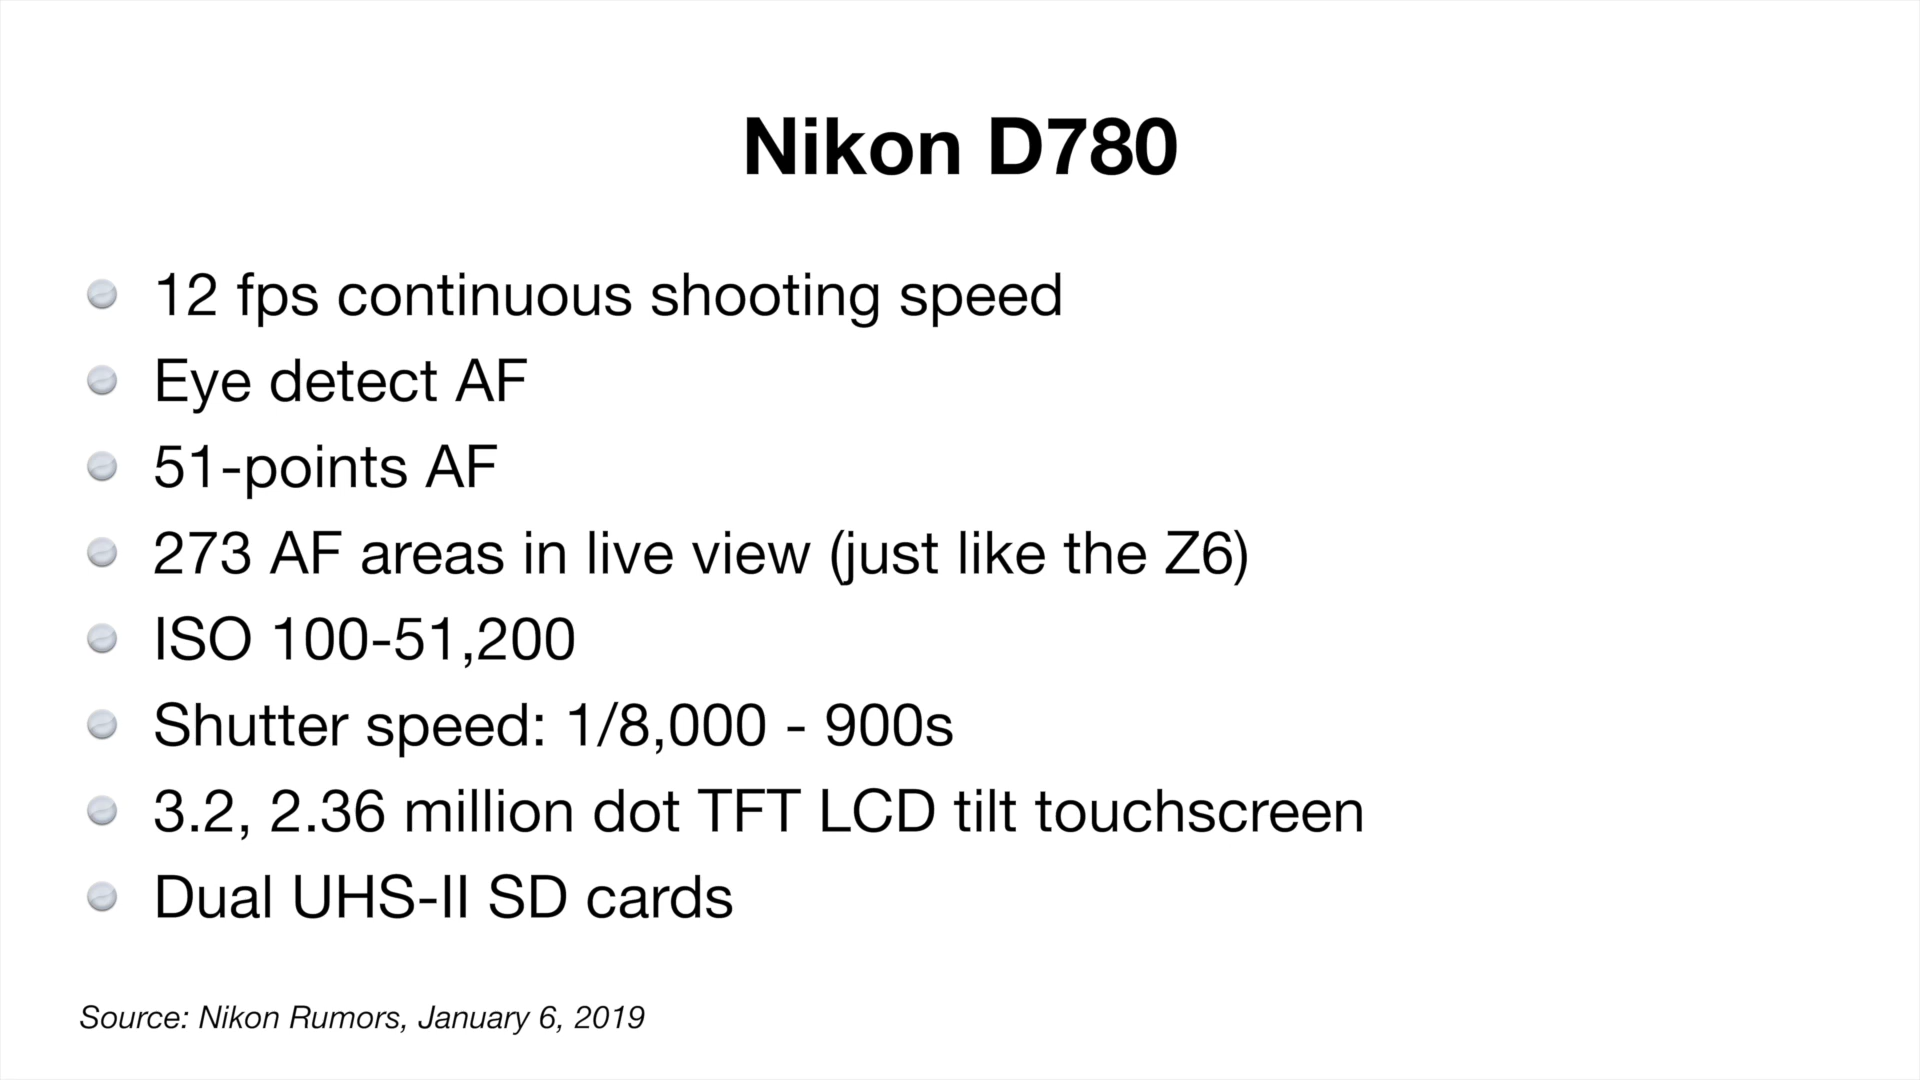 Nikon D780
12 fps continuous shooting speed
Eye detect AF
51-points AF
273 AF areas in live view (just like the Z6)
ISO 100-51,200
Shutter speed: 1/8,000 - 900s
3.2, 2.36 million dot TFT LCD tilt touchscreen
Dual UHS-II SD cards
Source: Nikon Rumors, January 6, 2019